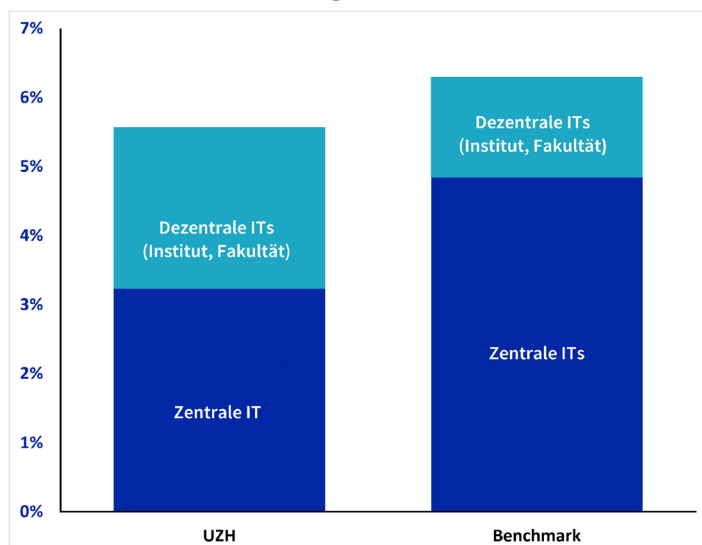 7%
6%
5%
4%
3%
2%
1%
0%
Dezentrale ITs
(Institut, Fakultät)
Zentrale IT
Dezentrale ITs
(Institut, Fakultät)
Zentrale ITs
UZH
Benchmark